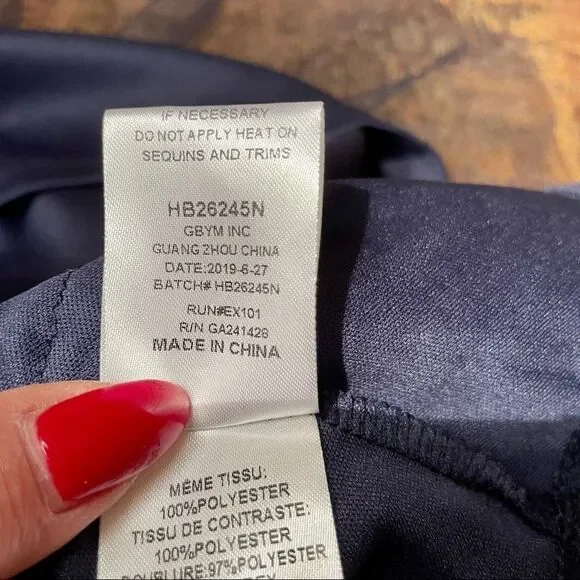 IF NECESSARY
DO NOT APPLY HEAT ON
SEQUINS AND TRIMS
HB26245N
GBYM INC
GUANG ZHOU CHINA
DATE:2019-6-27
BATCH# HB26245N
RUN#EX101
R/N GA241428
MADE IN CHINA
MÊME TISSU:
100%POLYESTER
TISSU DE CONTRASTE:
100%POLYESTER
DOUBLURE:97%POLYESTER